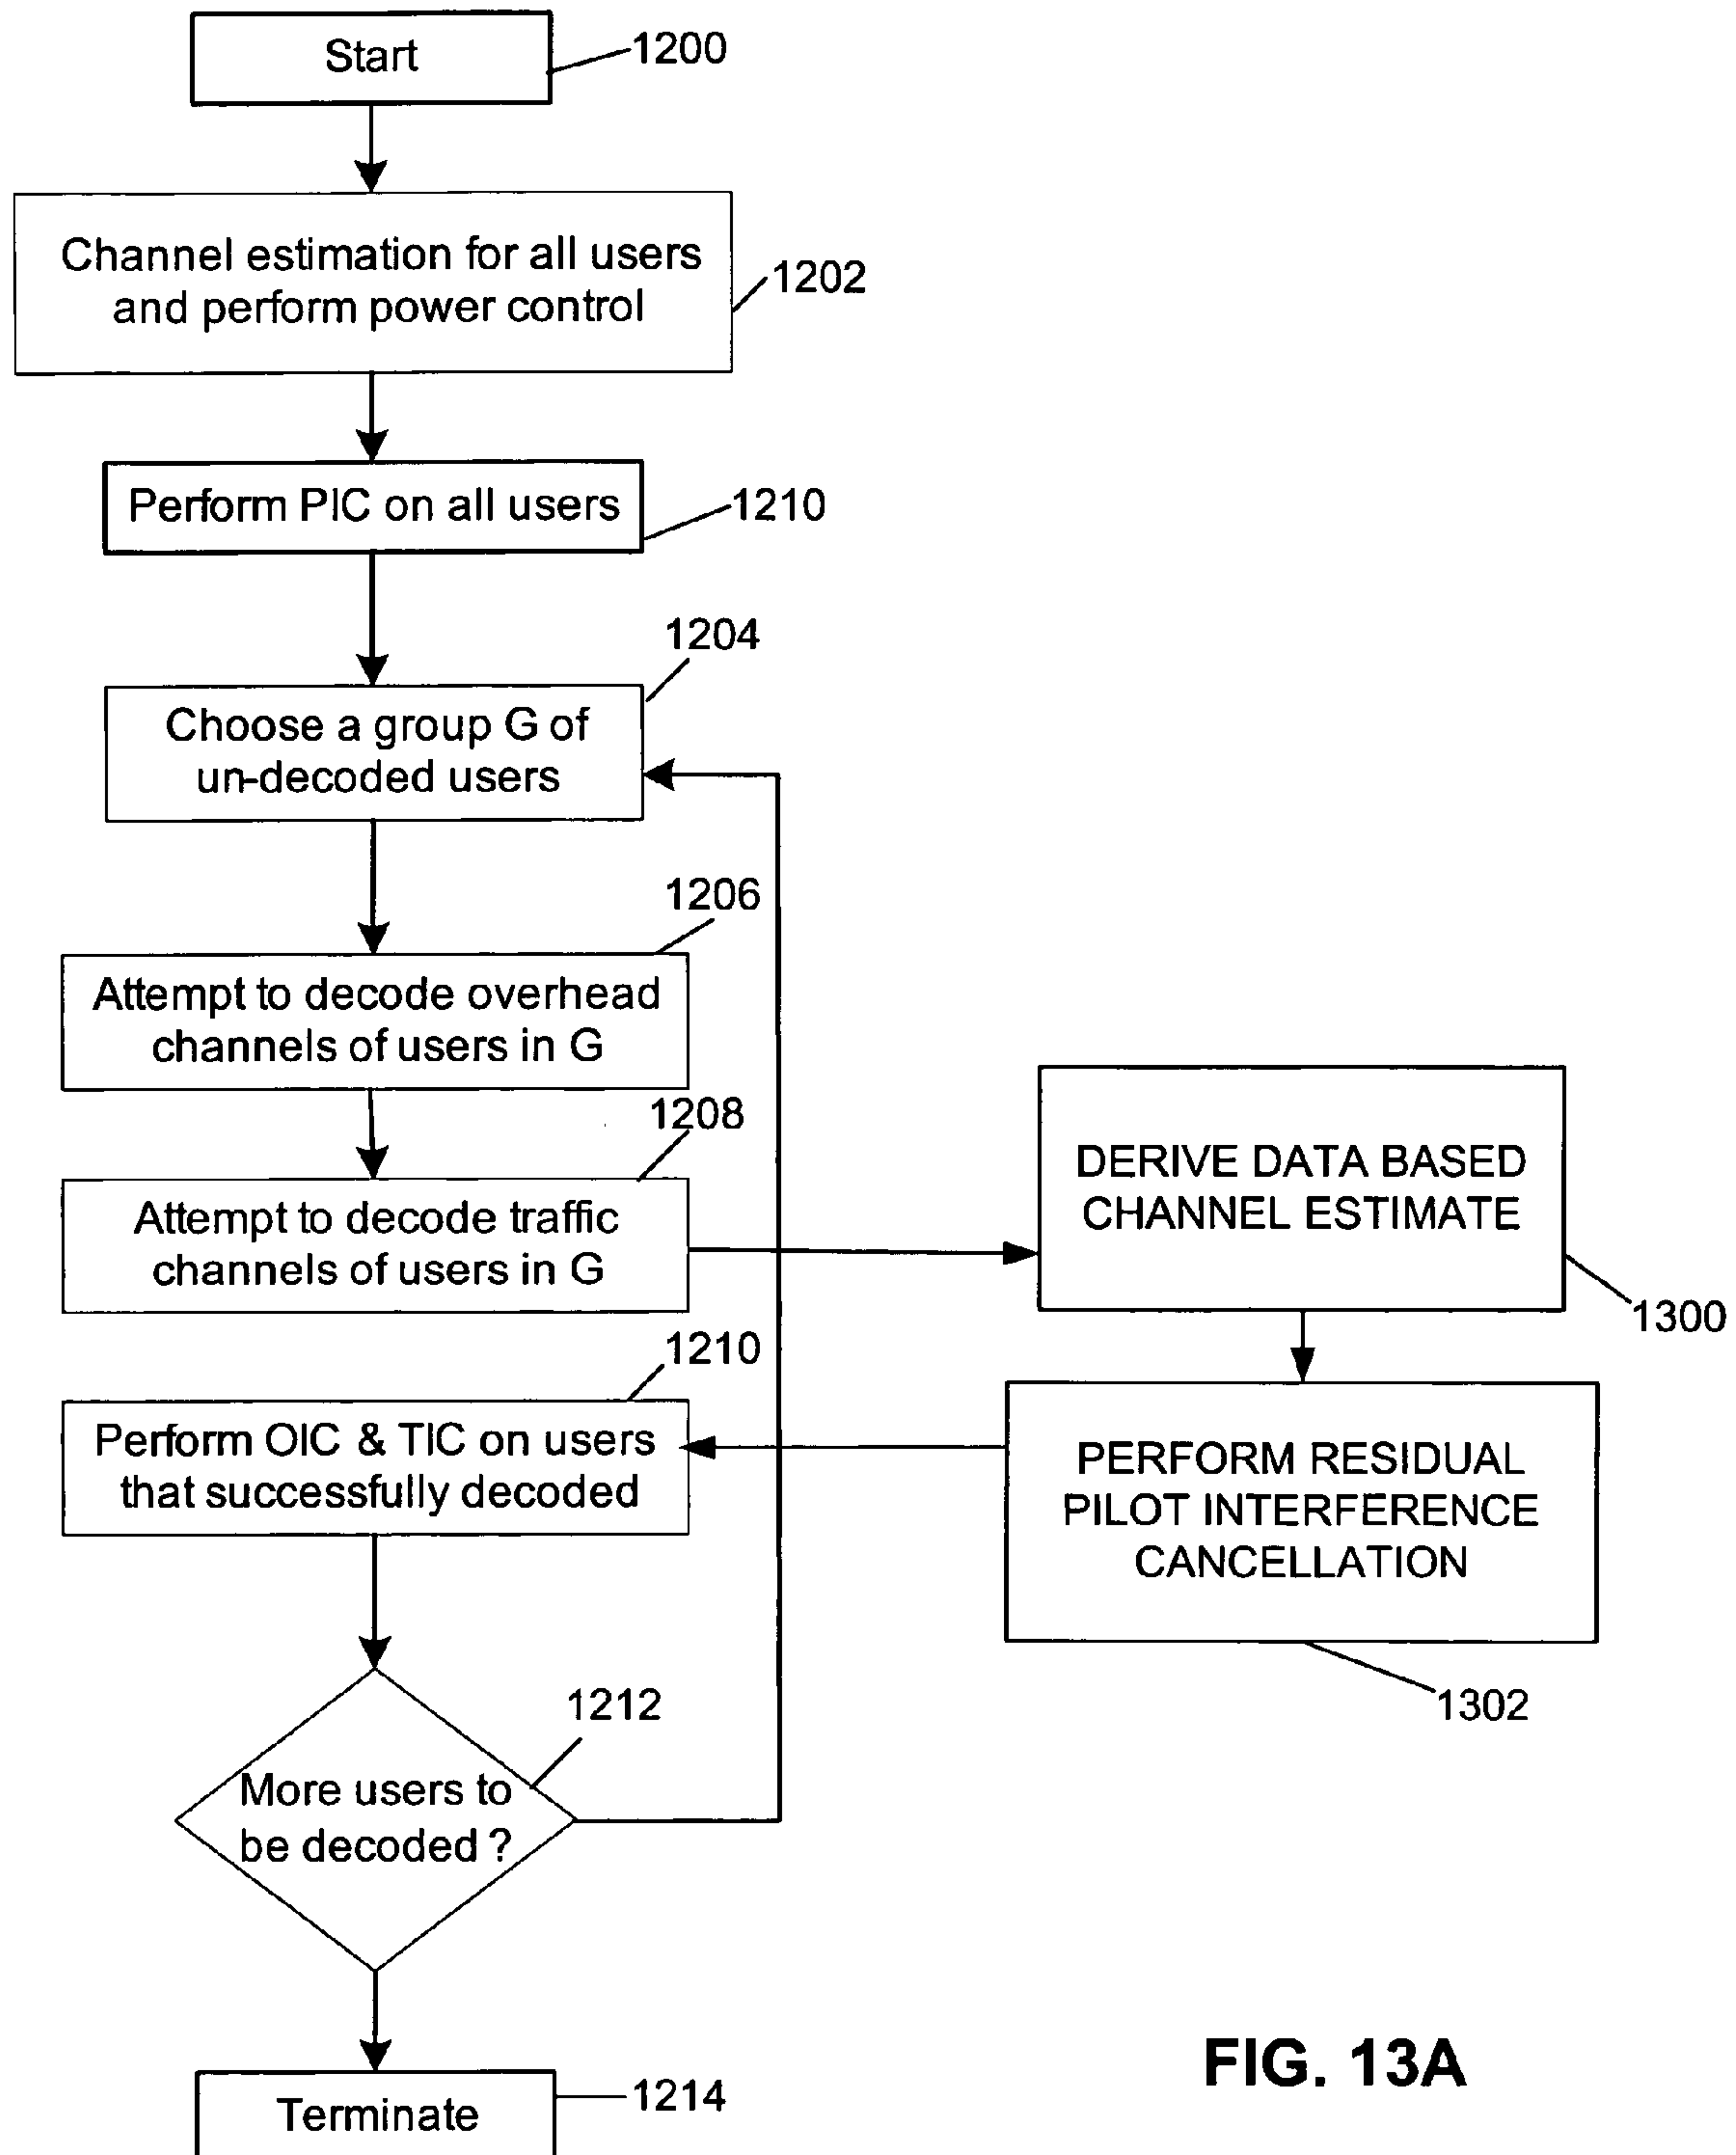 Start
1200
Channel estimation for all users
and perform power control
1202
Perform PIC on all users
1210
1204
Choose a group G of
un-decoded users
1206
Attempt to decode overhead
channels of users in G
1208
Attempt to decode traffic
channels of users in G
DERIVE DATA BASED
CHANNEL ESTIMATE
1300
1210
Perform OIC & TIC on users
that successfully decoded
PERFORM RESIDUAL
PILOT INTERFERENCE
CANCELLATION
1302
1212
More users to
be decoded ?
Terminate
1214
FIG. 13A